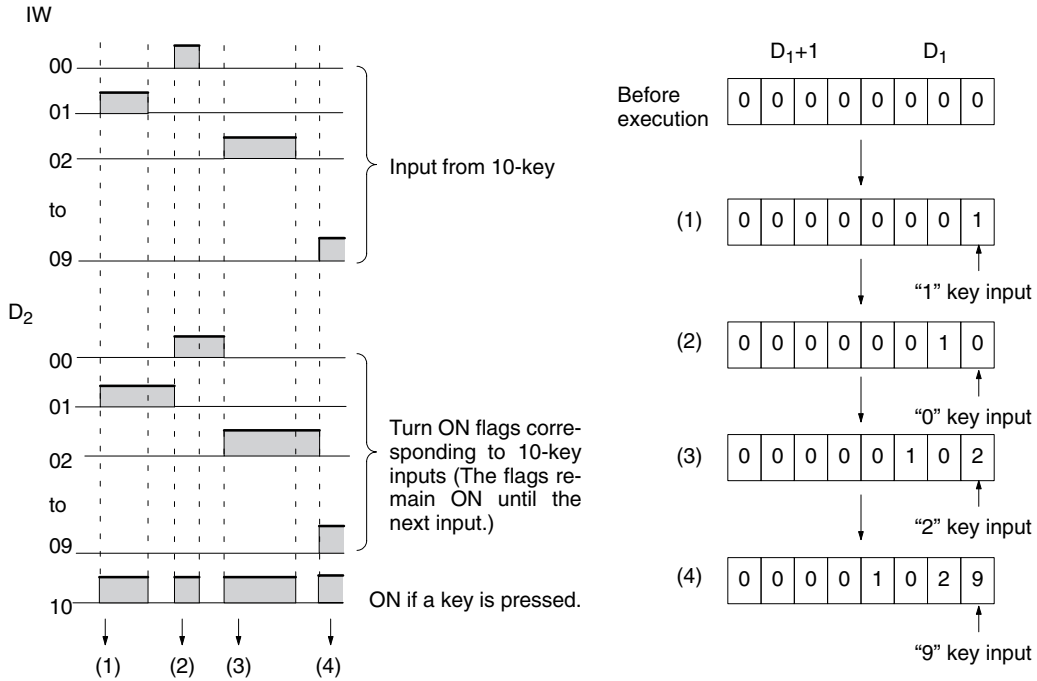 IW
00
01
02
to
09
Input from 10-key
D2
00
01
02
to
09
10
Turn ON flags corre-
sponding to 10-key
inputs (The flags re-
main ON until the
next input.)
ON if a key is pressed.
(1) (2) (3) (4)
D1+1 D1
Before
execution
0 0 0 0 0 0 0 0
(1) 0 0 0 0 0 0 0 1
“1” key input
(2) 0 0 0 0 0 0 1 0
“0” key input
(3) 0 0 0 0 0 1 0 2
“2” key input
(4) 0 0 0 0 1 0 2 9
“9” key input